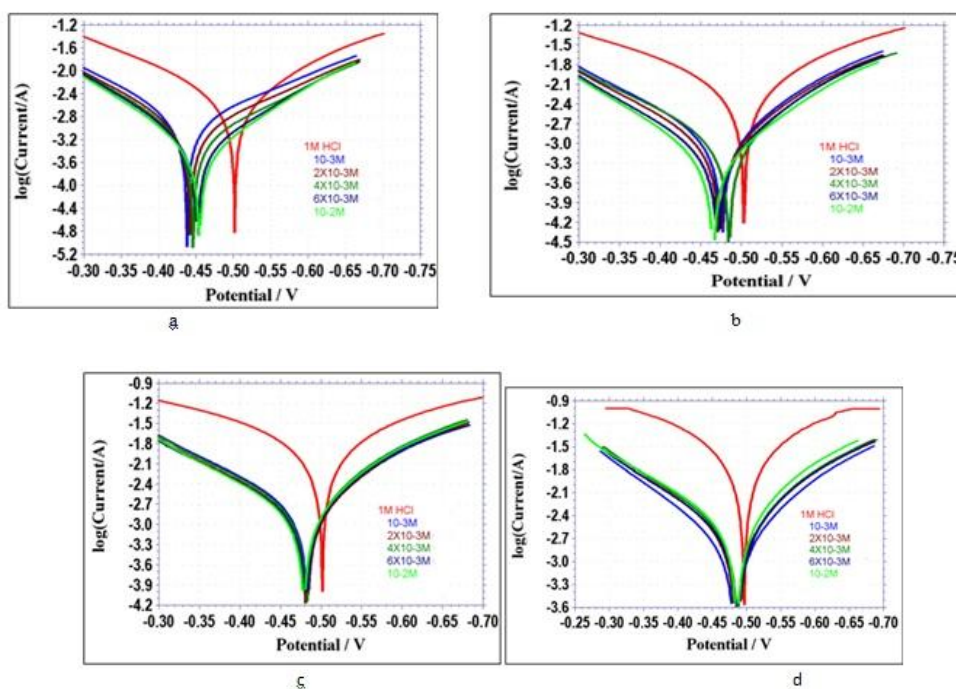 log(Current/A)
-1.2
-1.6
-2.0
-2.4
-2.8
-3.2
-3.6
-4.0
-4.4
-4.8
-5.2
1M HCl
10-3M
2X10-3M
4X10-3M
6X10-3M
10-2M
-0.30 -0.35 -0.40 -0.45 -0.50 -0.55 -0.60 -0.65 -0.70 -0.75
Potential / V
a
log(Current/A)
-1.2
-1.5
-1.8
-2.1
-2.4
-2.7
-3.0
-3.3
-3.6
-3.9
-4.2
-4.5
1M HCl
10-3M
2X10-3M
4X10-3M
6X10-3M
10-2M
-0.30 -0.35 -0.40 -0.45 -0.50 -0.55 -0.60 -0.65 -0.70 -0.75
Potential / V
b
log(Current/A)
-0.9
-1.2
-1.5
-1.8
-2.1
-2.4
-2.7
-3.0
-3.3
-3.6
-3.9
-4.2
1M HCl
10-3M
2X10-3M
4X10-3M
6X10-3M
10-2M
-0.30 -0.35 -0.40 -0.45 -0.50 -0.55 -0.60 -0.65 -0.70
Potential / V
c
log(Current/A)
-0.9
-1.2
-1.5
-1.8
-2.1
-2.4
-2.7
-3.0
-3.3
-3.6
1M HCl
10-3M
2X10-3M
4X10-3M
6X10-3M
10-2M
-0.25 -0.30 -0.35 -0.40 -0.45 -0.50 -0.55 -0.60 -0.65 -0.70
Potential / V
d